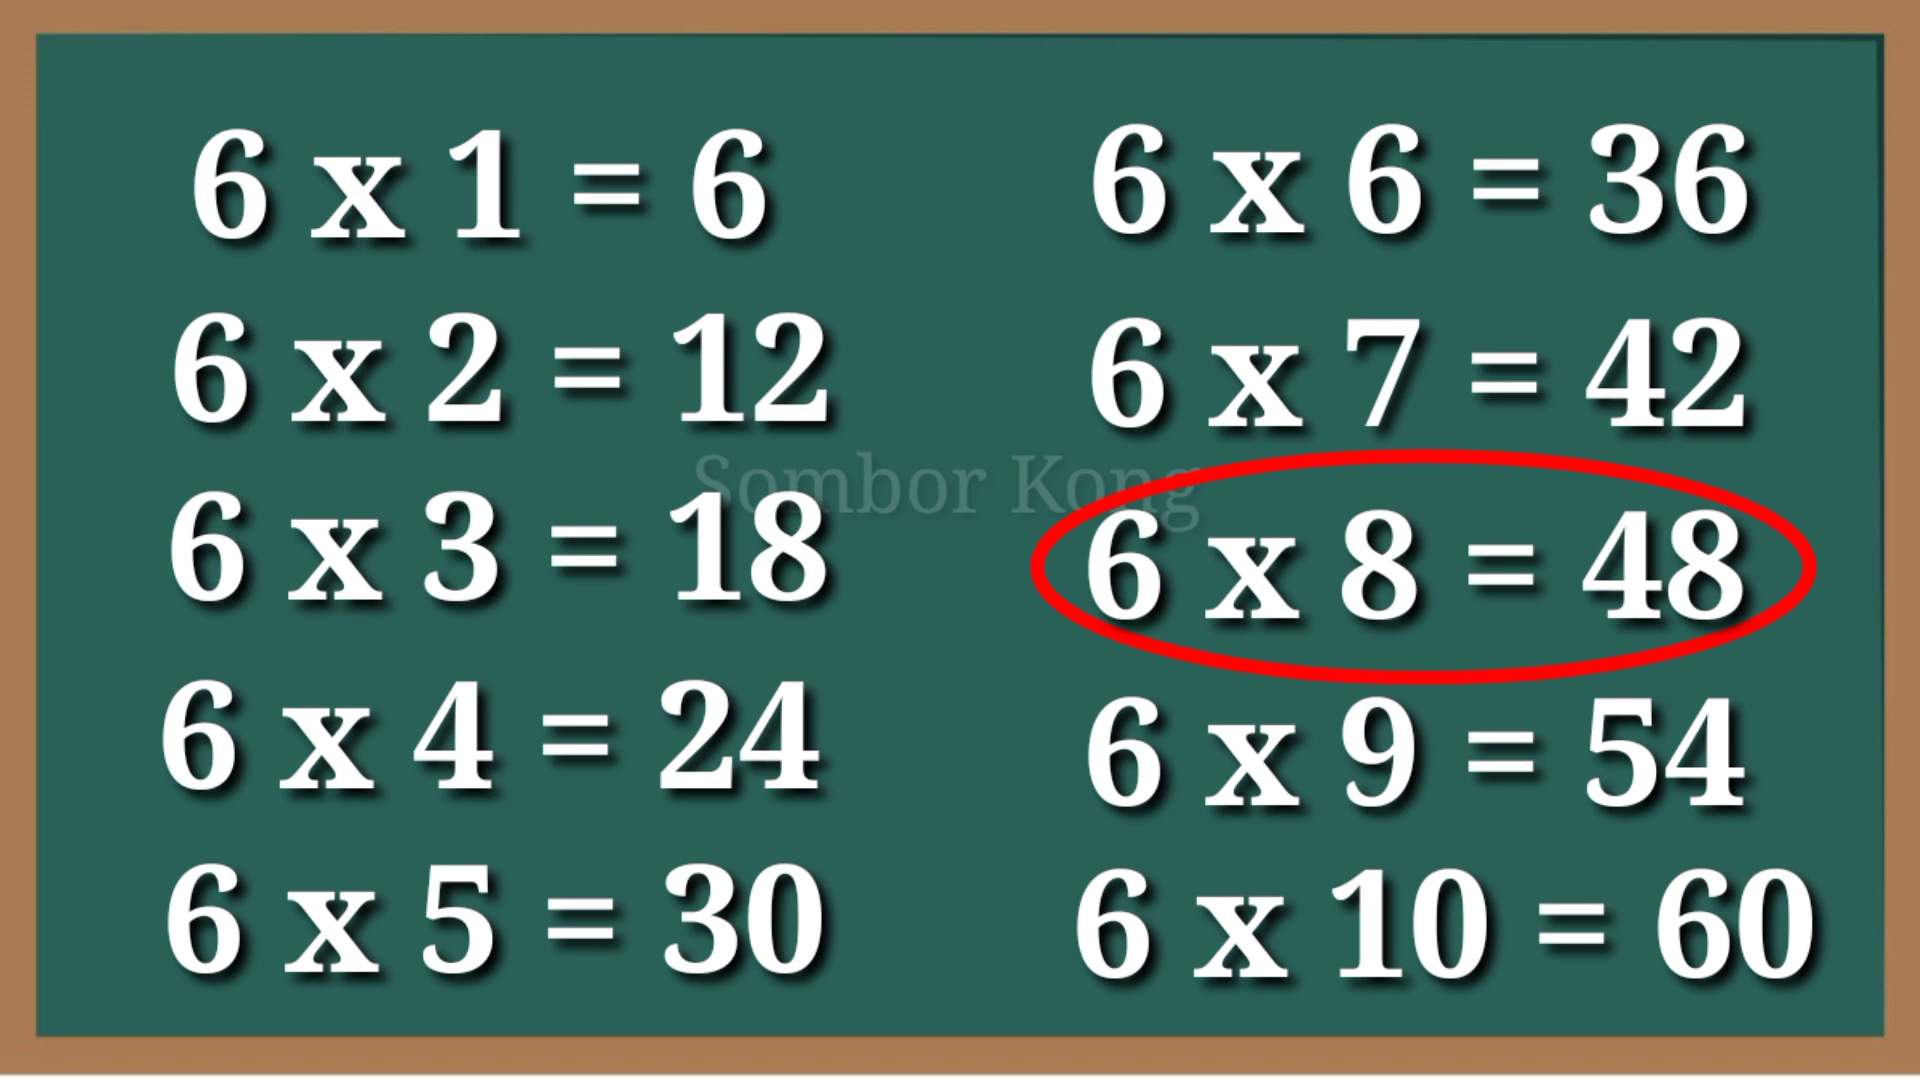 6 x 1 = 6
6 x 2 = 12
6 x 3 = 18
6 x 4 = 24
6 x 5 = 30
6 x 6 = 36
6 x 7 = 42
6 x 8 = 48
6 x 9 = 54
6 x 10 = 60
Sombor Kong